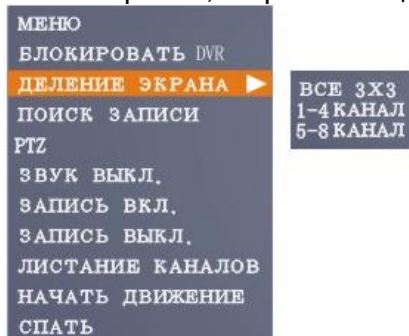 МЕНЮ
БЛОКИРОВАТЬ DVR
ДЕЛЕНИЕ ЭКРАНА
ПОИСК ЗАПИСИ
PTZ
ЗВУК ВЫКЛ.
ЗАПИСЬ ВКЛ.
ЗАПИСЬ ВЫКЛ.
ЛИСТАНИЕ КАНАЛОВ
НАЧАТЬ ДВИЖЕНИЕ
СПАТЬ
ВСЕ 3X3
1-4 КАНАЛ
5-8 КАНАЛ